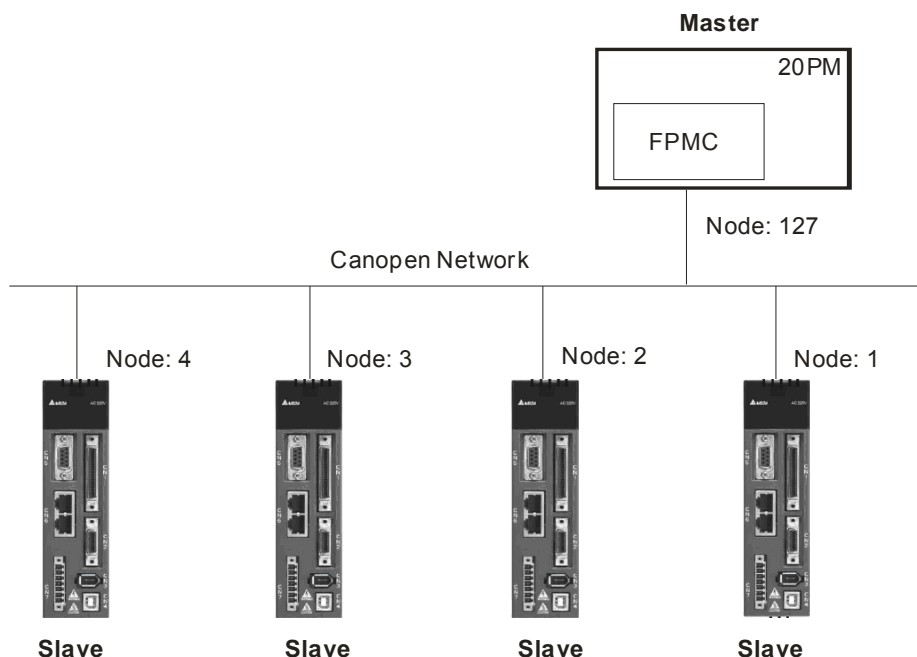 Master
20PM
FPMC
Node: 127
Canopen Network
Node: 4
Node: 3
Node: 2
Node: 1
Slave
Slave
Slave
Slave